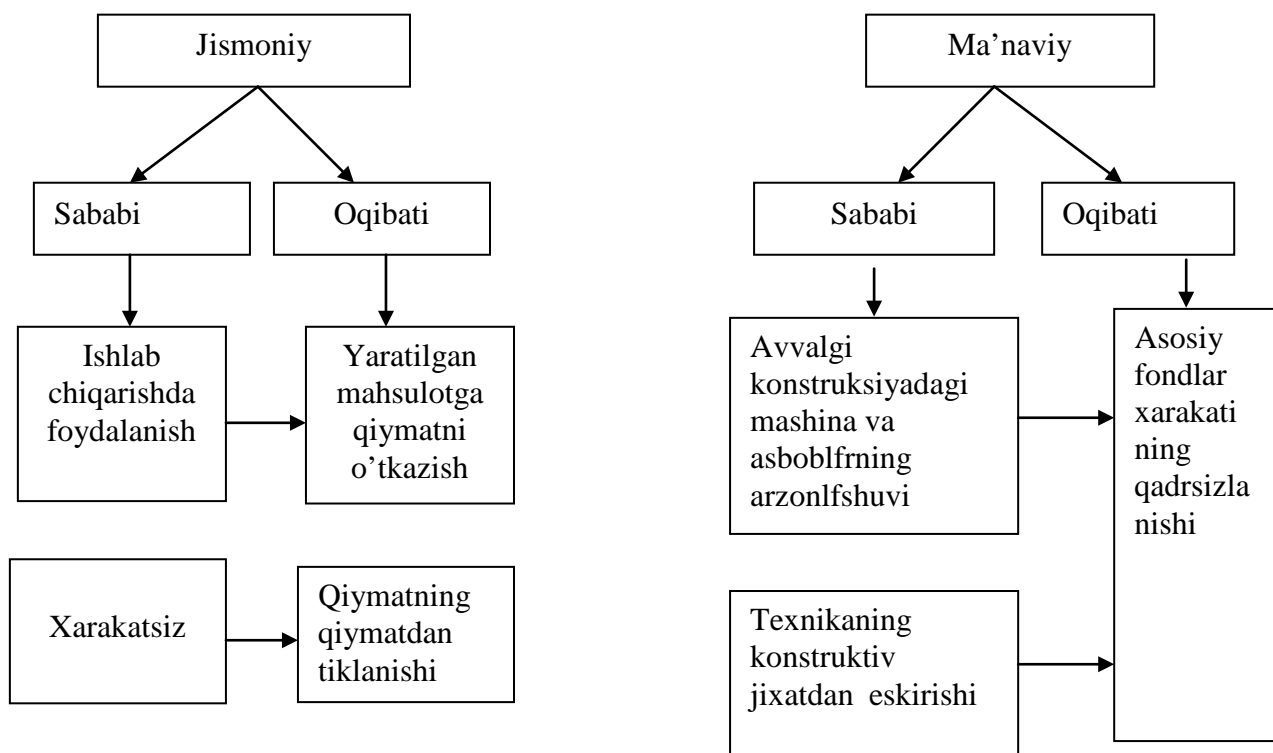 Jismoniy
Ma’naviy
Sababi
Oqibati
Sababi
Oqibati
Ishlab
chiqarishda
foydalanish
Yaratilgan
mahsulotga
qiymatni
o’tkazish
Avvalgi
konstruksiyadagi
mashina va
asboblfrning
arzonlfshuvi
Asosiy
fondlar
xarakati
ning
qadrsizla
nishi
Xarakatsiz
Qiymatning
qiymatdan
tiklanishi
Texnikaning
konstruktiv
jixatdan eskirishi